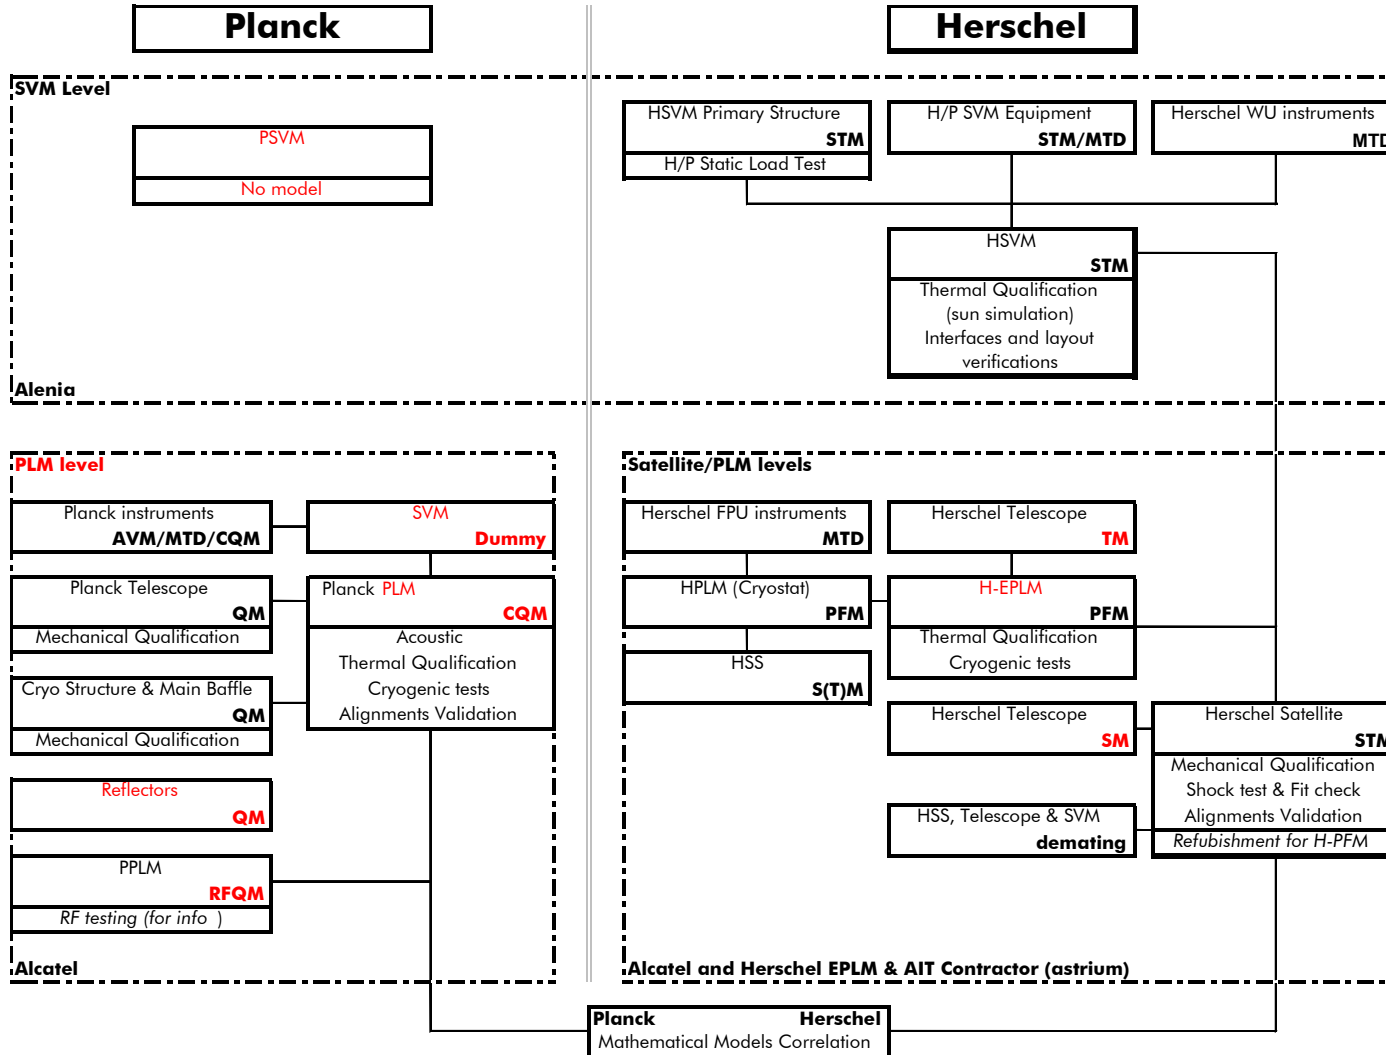 Planck
Herschel
SVM Level
PSVM
No model
HSVM Primary Structure
STM
H/P Static Load Test
H/P SVM Equipment
STM/MTD
Herschel WU instruments
MTD
HSVM
STM
Thermal Qualification
(sun simulation)
Interfaces and layout
verifications
Alenia
PLM level
Planck instruments
AVM/MTD/CQM
SVM
Dummy
Planck Telescope
QM
Mechanical Qualification
Planck PLM
CQM
Acoustic
Thermal Qualification
Cryogenic tests
Alignments Validation
Cryo Structure & Main Baffle
QM
Mechanical Qualification
Reflectors
QM
PPLM
RFQM
RF testing (for info )
Alcatel
Satellite/PLM levels
Herschel FPU instruments
MTD
Herschel Telescope
TM
HPLM (Cryostat)
PFM
H-EPLM
PFM
Thermal Qualification
Cryogenic tests
HSS
S(T)M
Herschel Telescope
SM
Herschel Satellite
STM
Mechanical Qualification
Shock test & Fit check
Alignments Validation
Refubishment for H-PFM
HSS, Telescope & SVM
demating
Alcatel and Herschel EPLM & AIT Contractor (astrium)
Planck Herschel
Mathematical Models Correlation